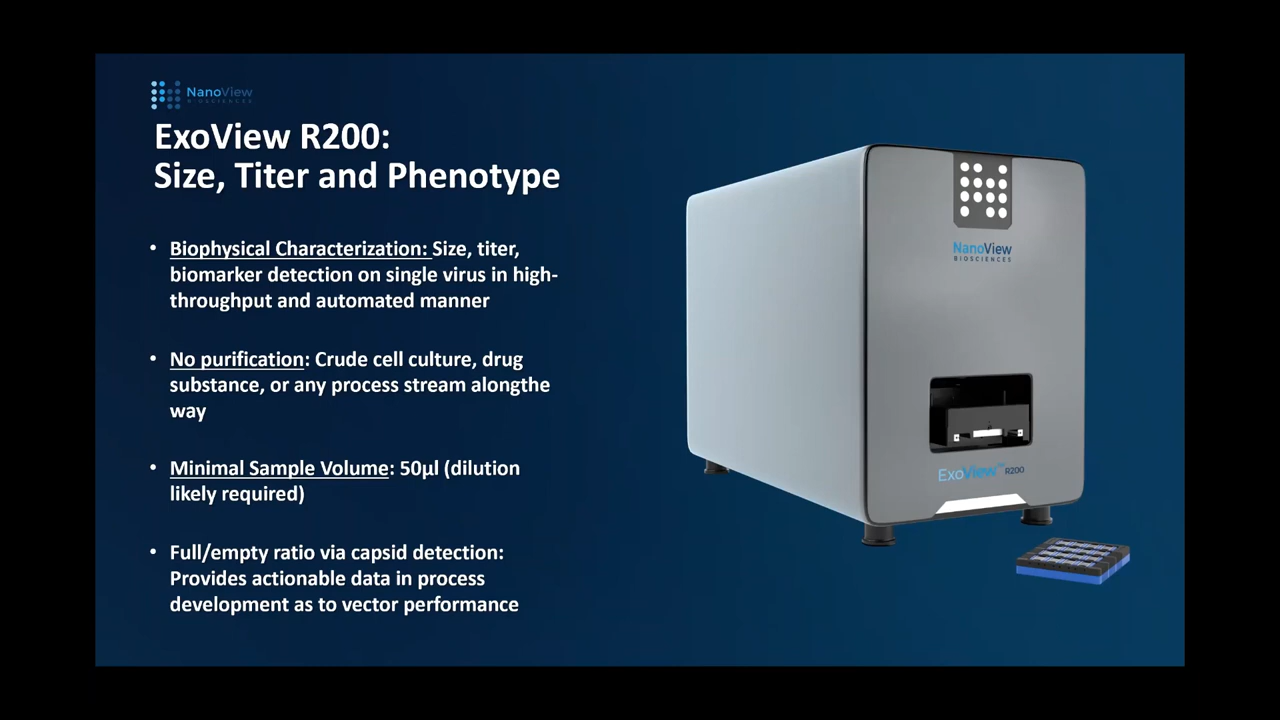 NanoView
BIOSCIENCES
ExoView R200:
Size, Titer and Phenotype
• Biophysical Characterization: Size, titer,
biomarker detection on single virus in high-
throughput and automated manner
• No purification: Crude cell culture, drug
substance, or any process stream alongthe
way
• Minimal Sample Volume: 50µl (dilution
likely required)
• Full/empty ratio via capsid detection:
Provides actionable data in process
development as to vector performance
NanoView
BIOSCIENCES
ExoView™ R200